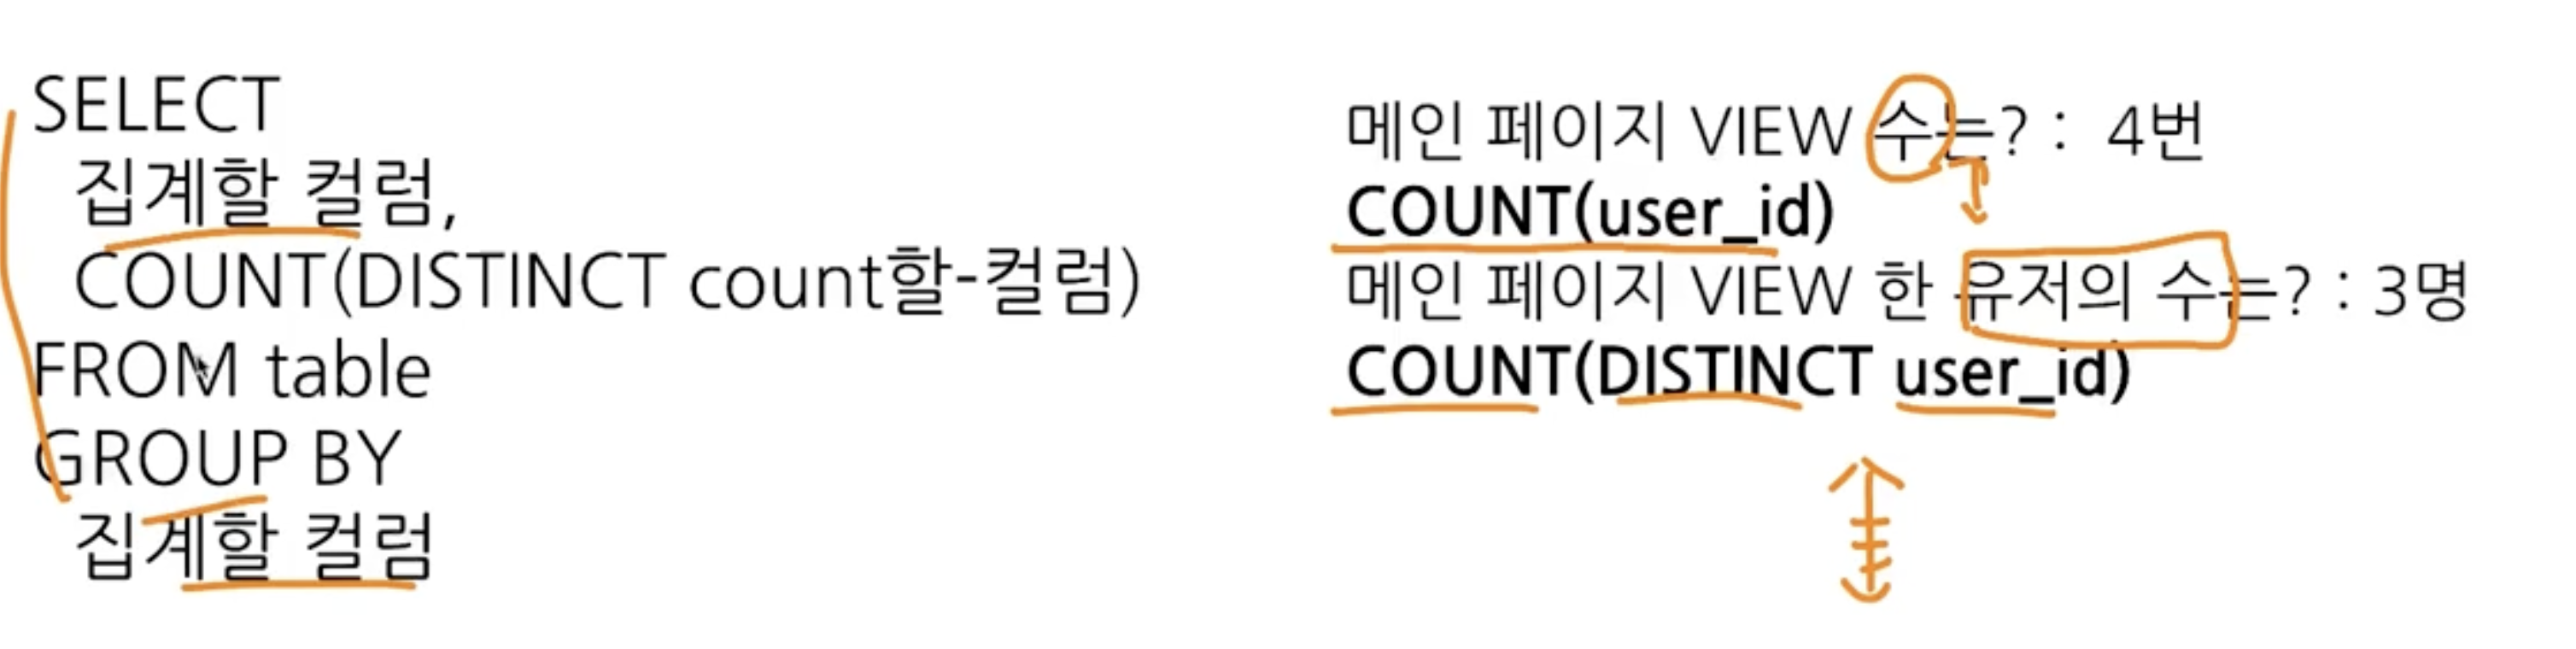 SELECT
집계할 컬럼,
COUNT(DISTINCT count할-컬럼)
FROM table
GROUP BY
집계할 컬럼
메인 페이지 VIEW 수는? : 4번
COUNT(user_id)
메인 페이지 VIEW 한 유저의 수는? : 3명
COUNT(DISTINCT user_id)